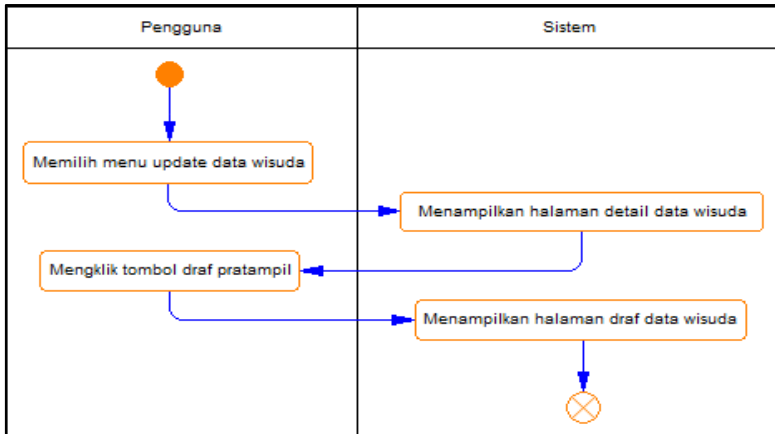 Pengguna
Sistem
Memilih menu update data wisuda
Menampilkan halaman detail data wisuda
Mengklik tombol draf pratampil
Menampilkan halaman draf data wisuda